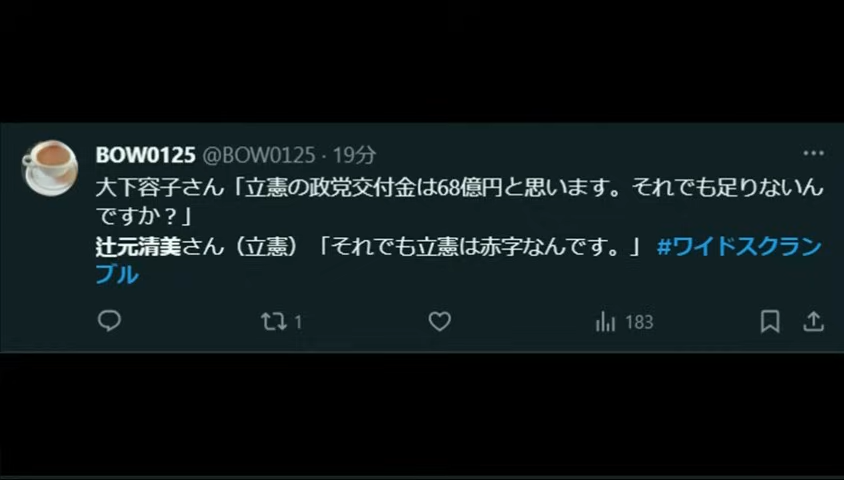 BOW0125 @BOW0125 · 19分
大下容子さん「立憲の政党交付金は68億円と思います。それでも足りないん
ですか？」
辻元清美さん（立憲）「それでも立憲は赤字なんです。」 #ワイドスクラン
ブル
1 183